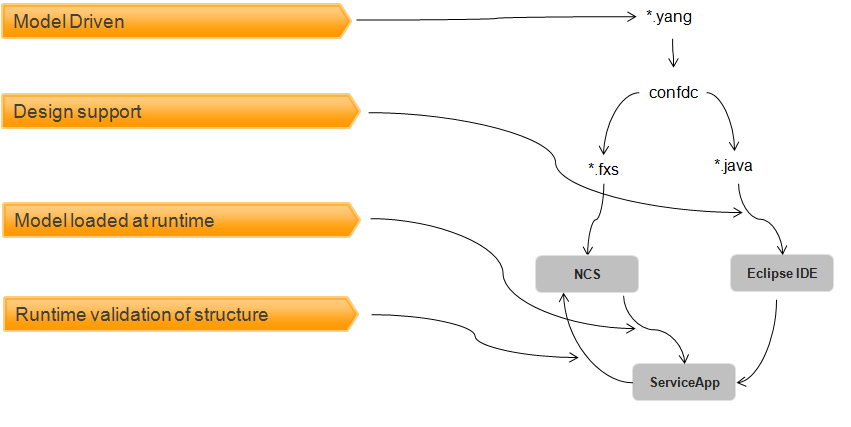 Model Driven
*.yang
confdc
Design support
*.fxs
*.java
Model loaded at runtime
NCS
Eclipse IDE
Runtime validation of structure
ServiceApp